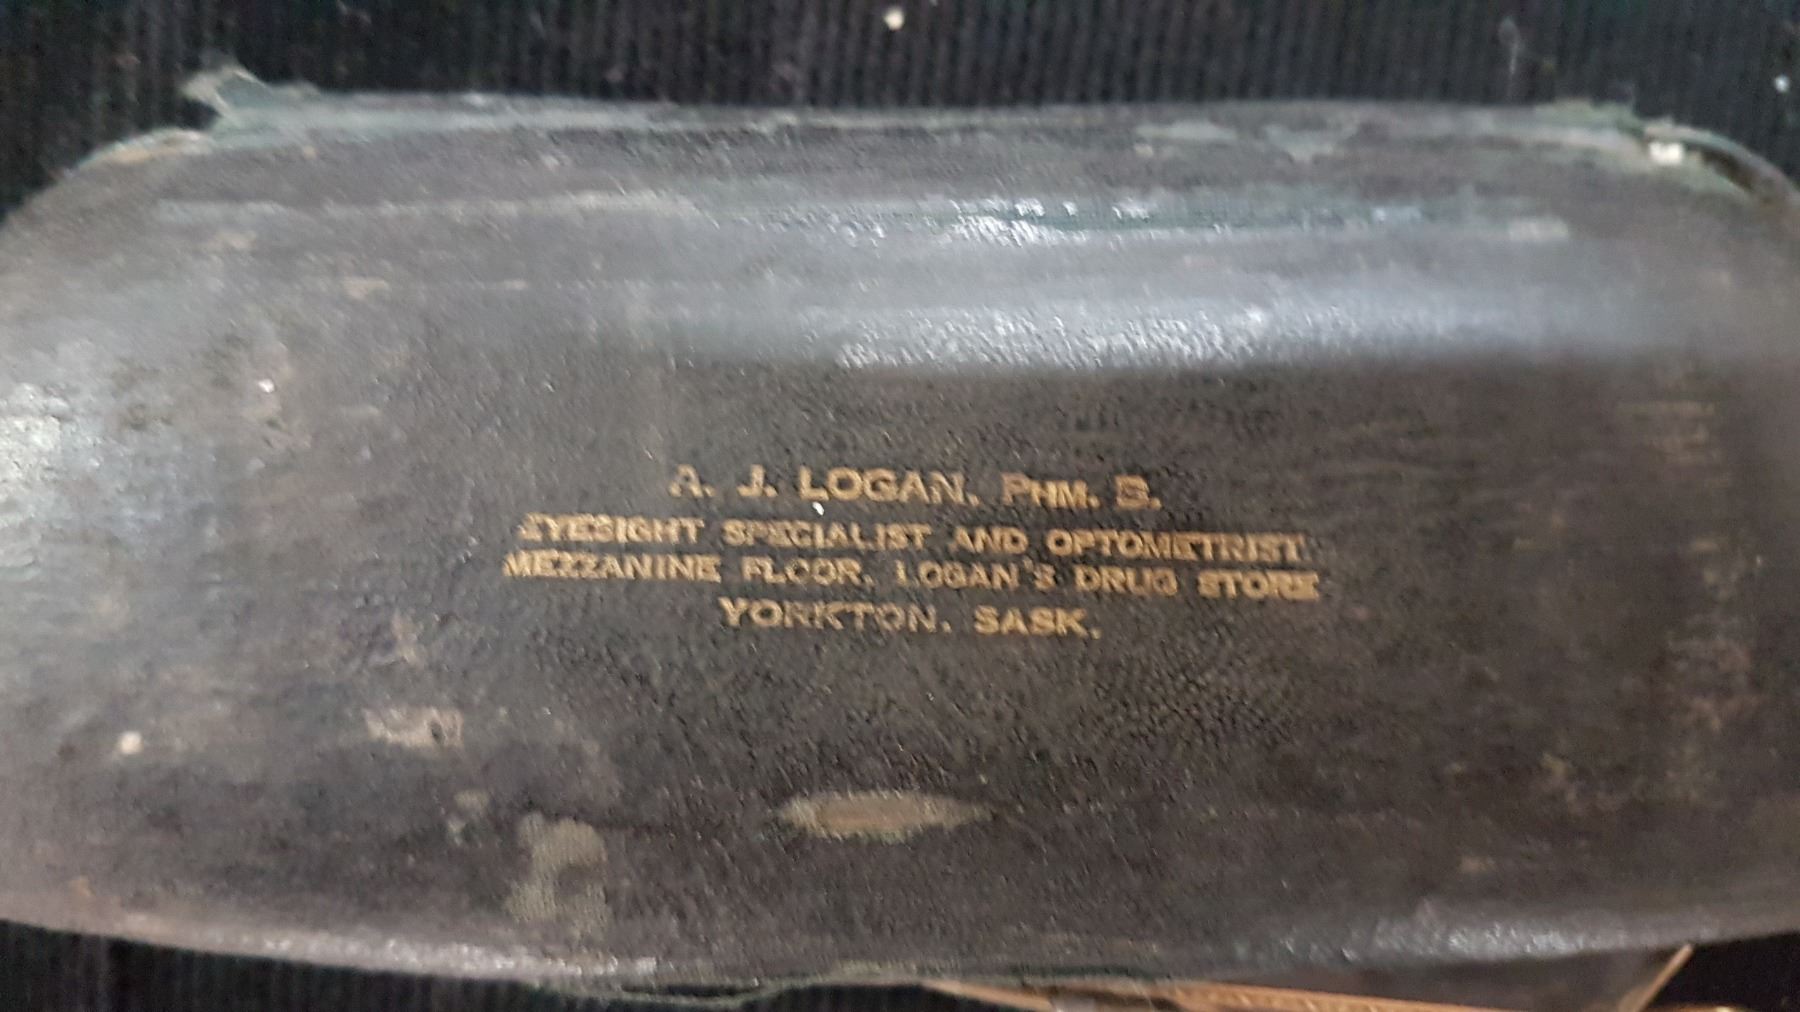 A. J. LOGAN, PHM. B.
EYESIGHT SPECIALIST AND OPTOMETRIST
MEZZANINE FLOOR, LOGAN'S DRUG STORE
YORKTON, SASK.